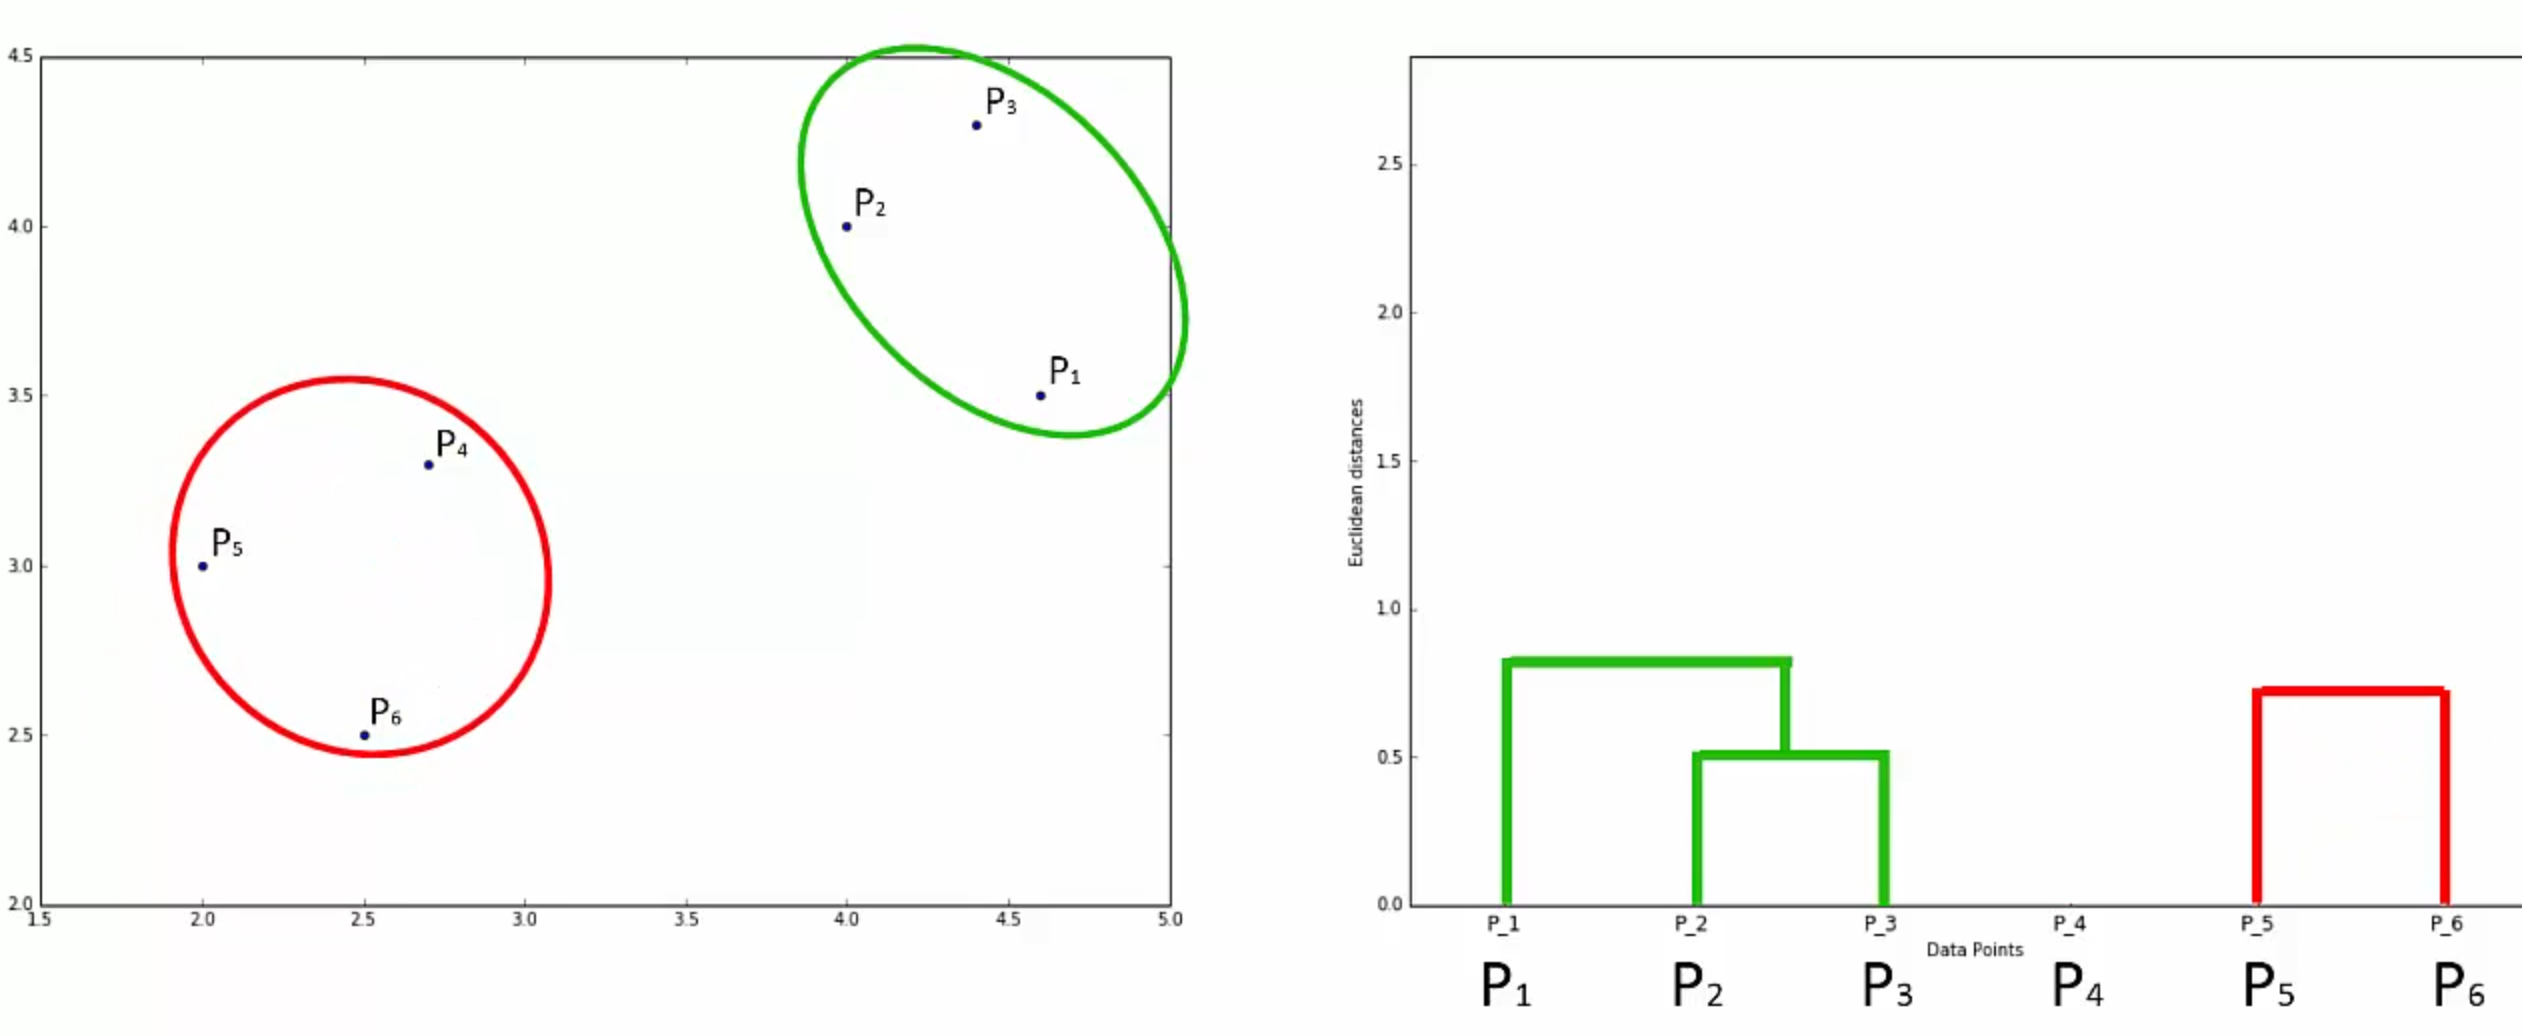 4.5
P3
P2
4.0
P1
3.5
P4
P5
3.0
P6
2.5
2.0
1.5 2.0 2.5 3.0 3.5 4.0 4.5 5.0
2.5
2.0
1.5
Euclidean distances
1.0
0.5
0.0
P_1 P_2 P_3 P_4 P_5 P_6
Data Points
P1 P2 P3 P4 P5 P6